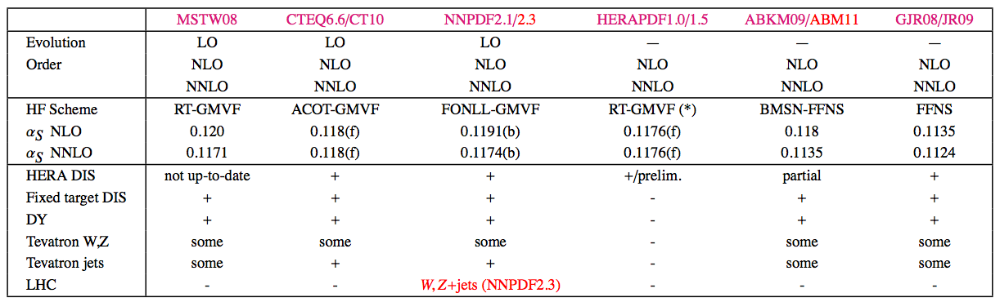 MSTW08 CTEQ6.6/CT10 NNPDF2.1/2.3 HERAPDF1.0/1.5 ABKM09/ABM11 GJR08/JR09
Evolution LO LO LO — — —
Order NLO NLO NLO NLO NLO NLO
NNLO NNLO NNLO NNLO NNLO NNLO
HF Scheme RT-GMVF ACOT-GMVF FONLL-GMVF RT-GMVF (*) BMSN-FFNS FFNS
αS NLO 0.120 0.118(f) 0.1191(b) 0.1176(f) 0.118 0.1135
αS NNLO 0.1171 0.118(f) 0.1174(b) 0.1176(f) 0.1135 0.1124
HERA DIS not up-to-date + + +/prelim. partial +
Fixed target DIS + + + - + +
DY + + + - + +
Tevatron W,Z some some some - some some
Tevatron jets some + + - some some
LHC - - W, Z+jets (NNPDF2.3) - - -